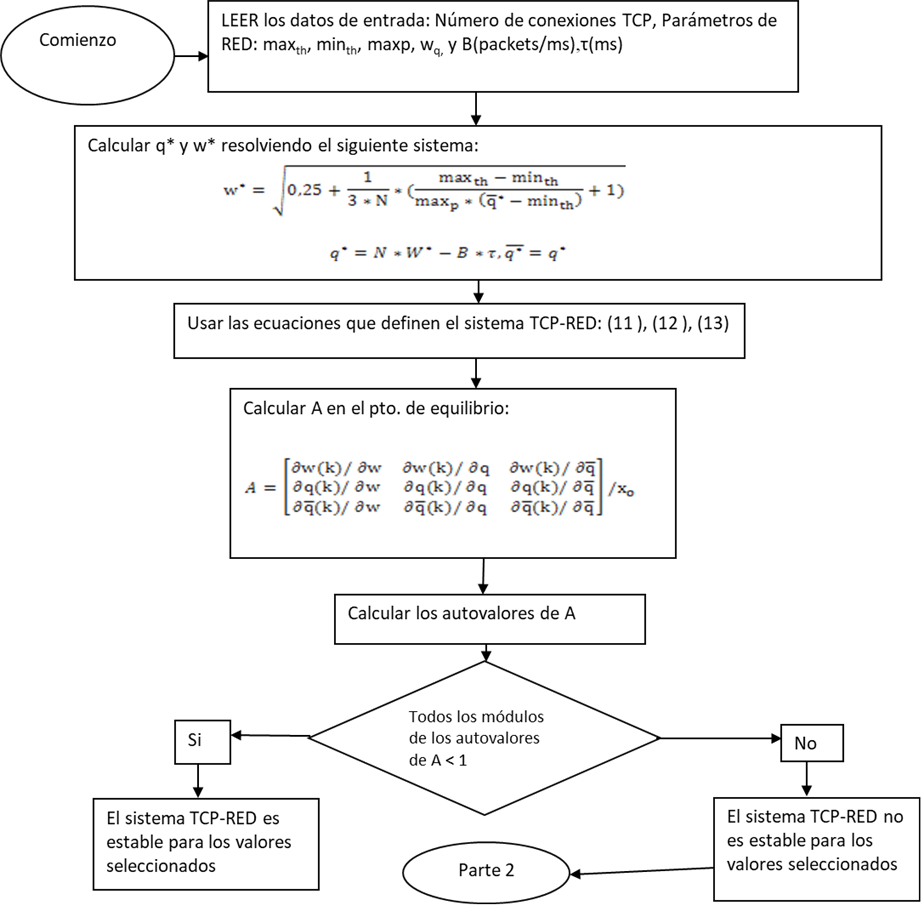 Comienzo
LEER los datos de entrada: Número de conexiones TCP, Parámetros de
RED: maxth, minth, maxp, wq, y B(packets/ms).τ(ms)
Calcular q* y w* resolviendo el siguiente sistema:
w* = √(0,25 + 1/(3 * N) * ((maxth − minth)/(maxp * (q̅* − minth)) + 1))
q* = N * W* − B * τ, q̅* = q*
Usar las ecuaciones que definen el sistema TCP-RED: (11 ), (12 ), (13)
Calcular A en el pto. de equilibrio:
∂w(k)/ ∂w ∂w(k)/ ∂q ∂w(k)/ ∂q̅
A = [∂q(k)/ ∂w ∂q(k)/ ∂q ∂q(k)/ ∂q̅] /xo
∂q̅(k)/ ∂w ∂q̅(k)/ ∂q ∂q̅(k)/ ∂q̅
Calcular los autovalores de A
Todos los módulos
de los autovalores
de A < 1
Si
No
El sistema TCP-RED es
estable para los valores
seleccionados
El sistema TCP-RED no
es estable para los
valores seleccionados
Parte 2